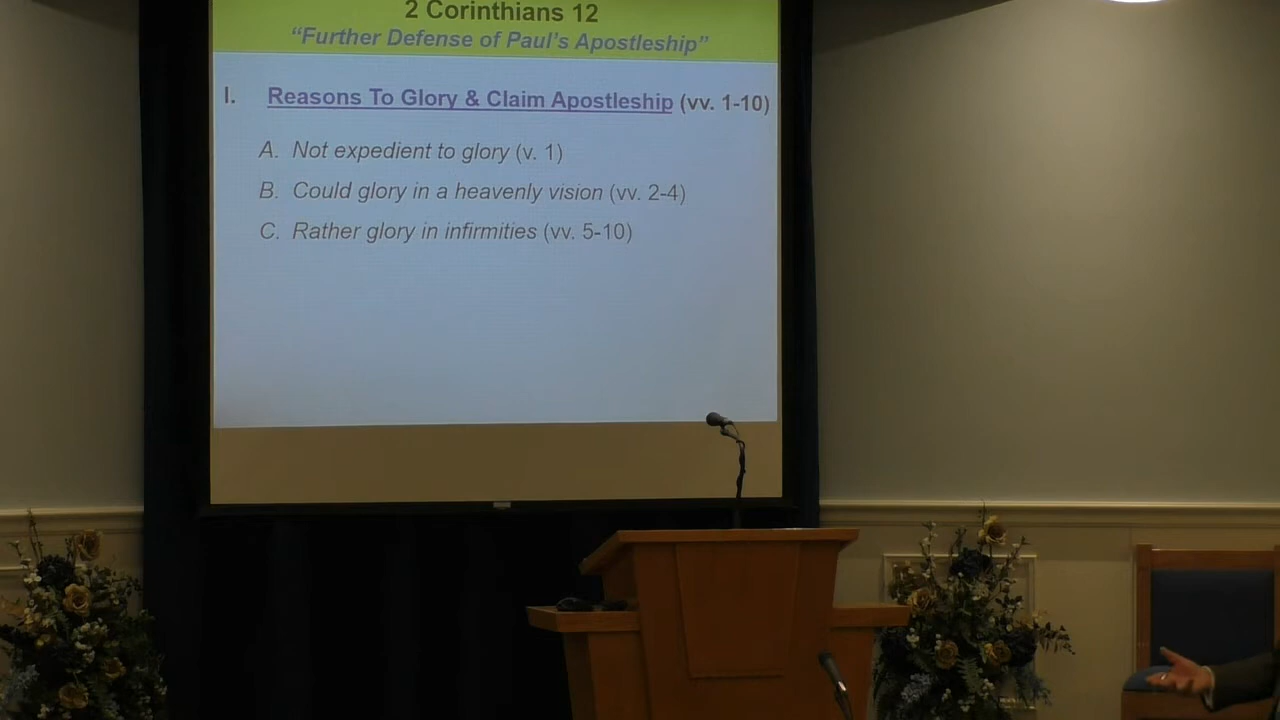 2 Corinthians 12
“Further Defense of Paul’s Apostleship”
I. Reasons To Glory & Claim Apostleship (vv. 1-10)
A. Not expedient to glory (v. 1)
B. Could glory in a heavenly vision (vv. 2-4)
C. Rather glory in infirmities (vv. 5-10)